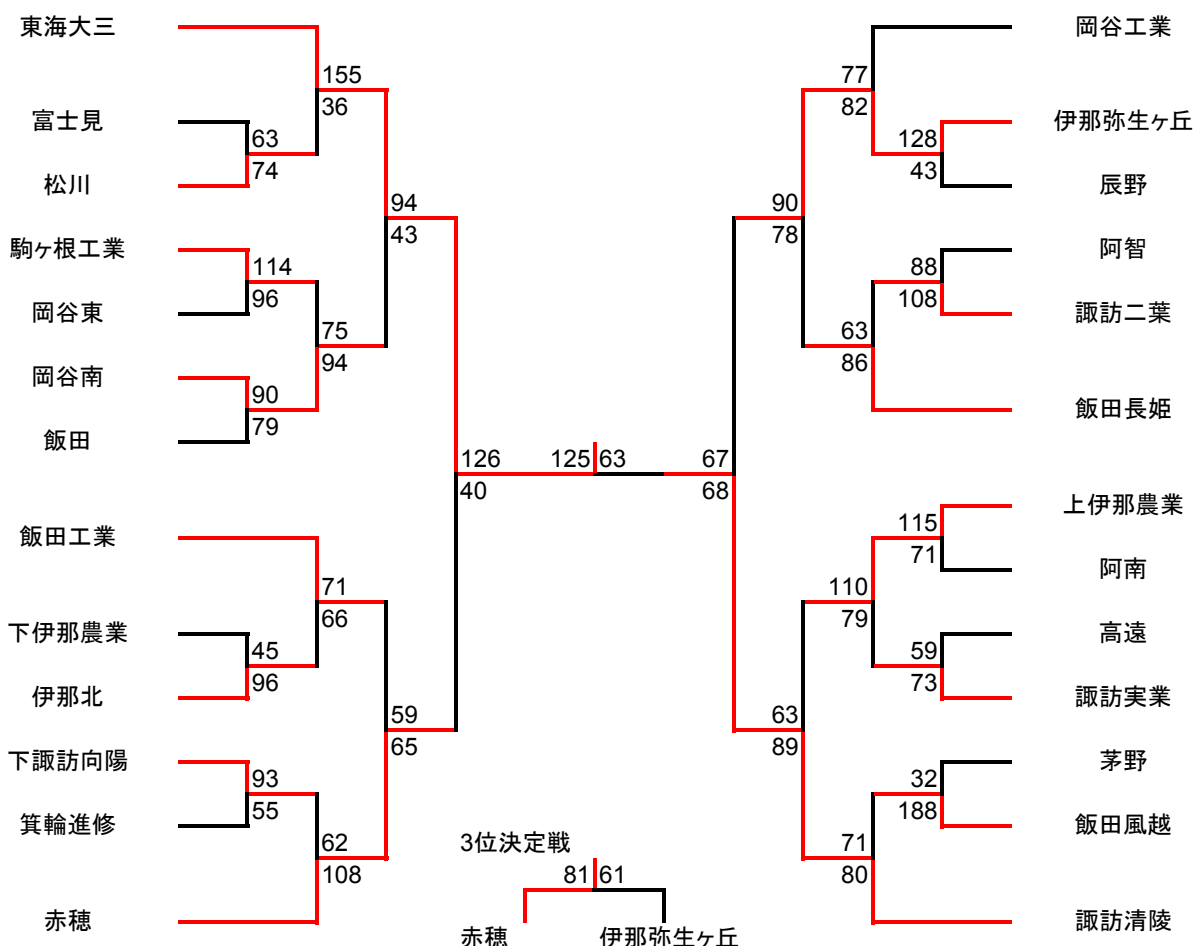 東海大三
155
36
富士見
63
74
松川
94
43
駒ヶ根工業
114
96
岡谷東
75
94
岡谷南
90
79
飯田
126
40
125 63
飯田工業
71
66
下伊那農業
45
96
伊那北
59
65
下諏訪向陽
93
55
箕輪進修
62
108
赤穂
岡谷工業
77
82
伊那弥生ヶ丘
128
43
辰野
90
78
阿智
88
108
諏訪二葉
63
86
飯田長姫
67
68
上伊那農業
115
71
阿南
110
79
高遠
59
73
諏訪実業
63
89
茅野
32
188
飯田風越
71
80
諏訪清陵
3位決定戦
81 61
赤穂 伊那弥生ヶ丘